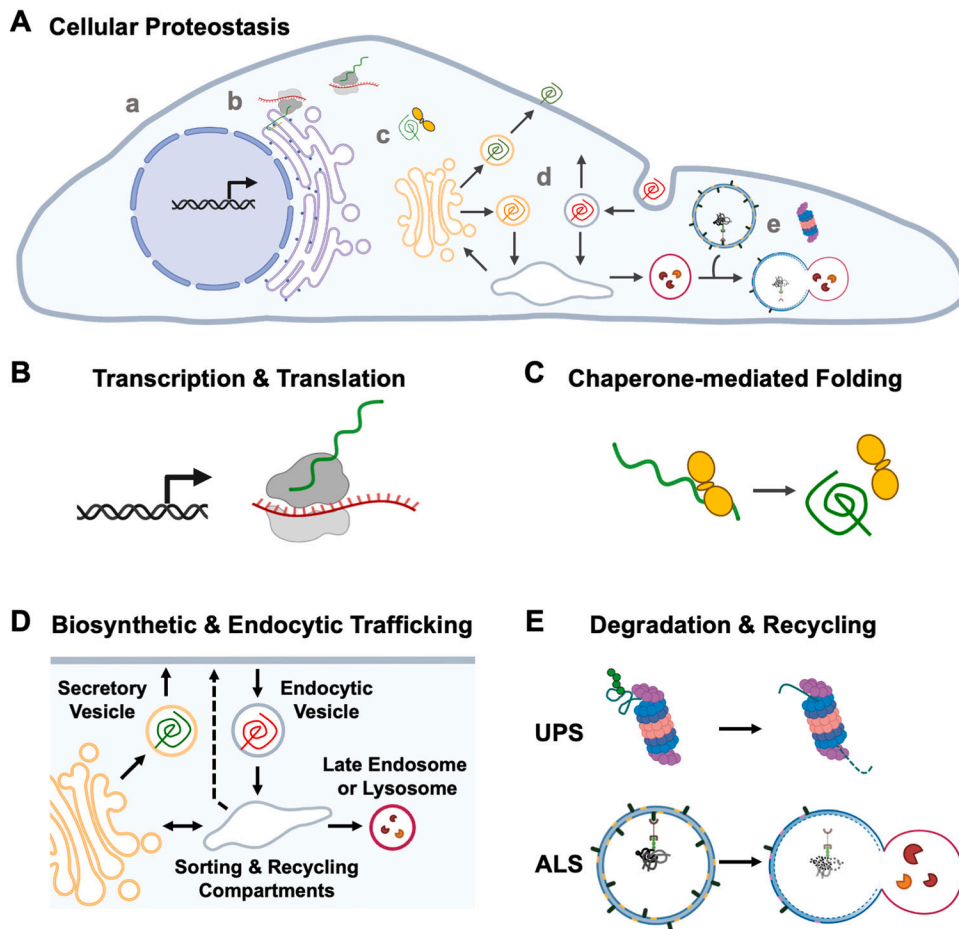 A Cellular Proteostasis
a
b
c
d
e
B Transcription & Translation
C Chaperone-mediated Folding
D Biosynthetic & Endocytic Trafficking
Secretory
Vesicle
Endocytic
Vesicle
Late Endosome
or Lysosome
Sorting & Recycling
Compartments
E Degradation & Recycling
UPS
ALS